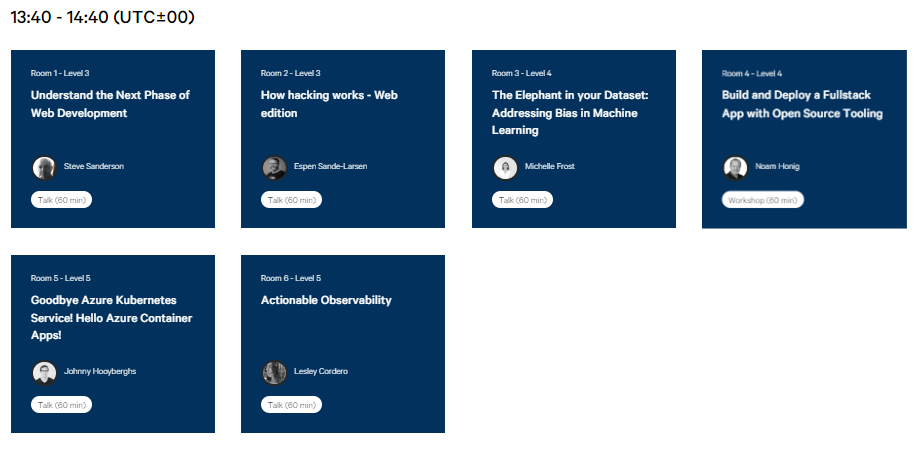 13:40 - 14:40 (UTC±00)
Room 1 - Level 3
Understand the Next Phase of
Web Development
Steve Sanderson
Talk (60 min)
Room 2 - Level 3
How hacking works - Web
edition
Espen Sande-Larsen
Talk (60 min)
Room 3 - Level 4
The Elephant in your Dataset:
Addressing Bias in Machine
Learning
Michelle Frost
Talk (60 min)
Room 4 - Level 4
Build and Deploy a Fullstack
App with Open Source Tooling
Noam Honig
Workshop (60 min)
Room 5 - Level 5
Goodbye Azure Kubernetes
Service! Hello Azure Container
Apps!
Johnny Hooyberghs
Talk (60 min)
Room 6 - Level 5
Actionable Observability
Lesley Cordero
Talk (60 min)